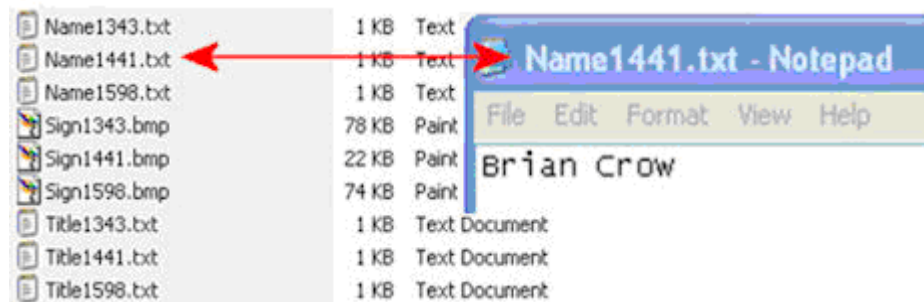 Name1343.txt 1 KB Text
Name1441.txt 1 KB Text
Name1598.txt 1 KB Text
Sign1343.bmp 78 KB Paint
Sign1441.bmp 22 KB Paint
Sign1598.bmp 74 KB Paint
Title1343.txt 1 KB Text Document
Title1441.txt 1 KB Text Document
Title1598.txt 1 KB Text Document
Name1441.txt - Notepad
File Edit Format View Help
Brian Crow